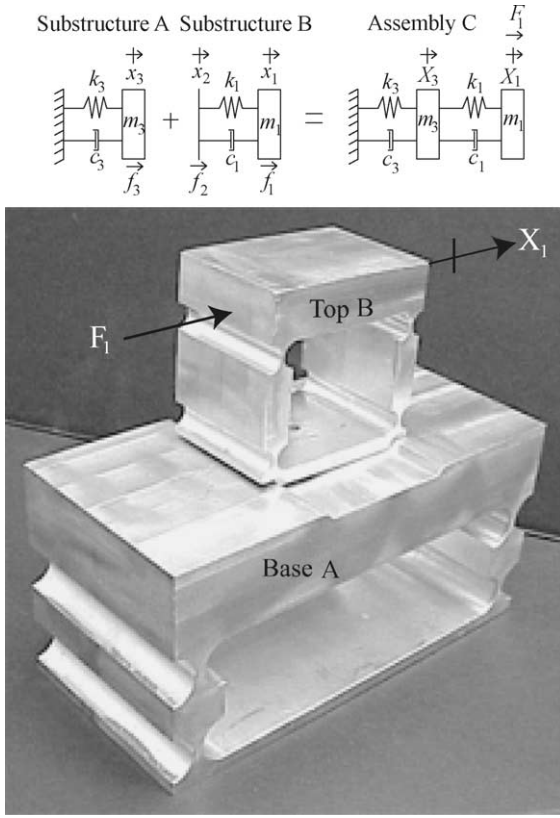 Substructure A Substructure B Assembly C F₁
x₃ x₂ x₁ X₃ X₁
k₃ k₁ k₃ k₁
m₃ + m₁ = m₃ m₁
c₃ c₁ c₃ c₁
f₃ f₂ f₁
X₁
Top B
F₁
Base A